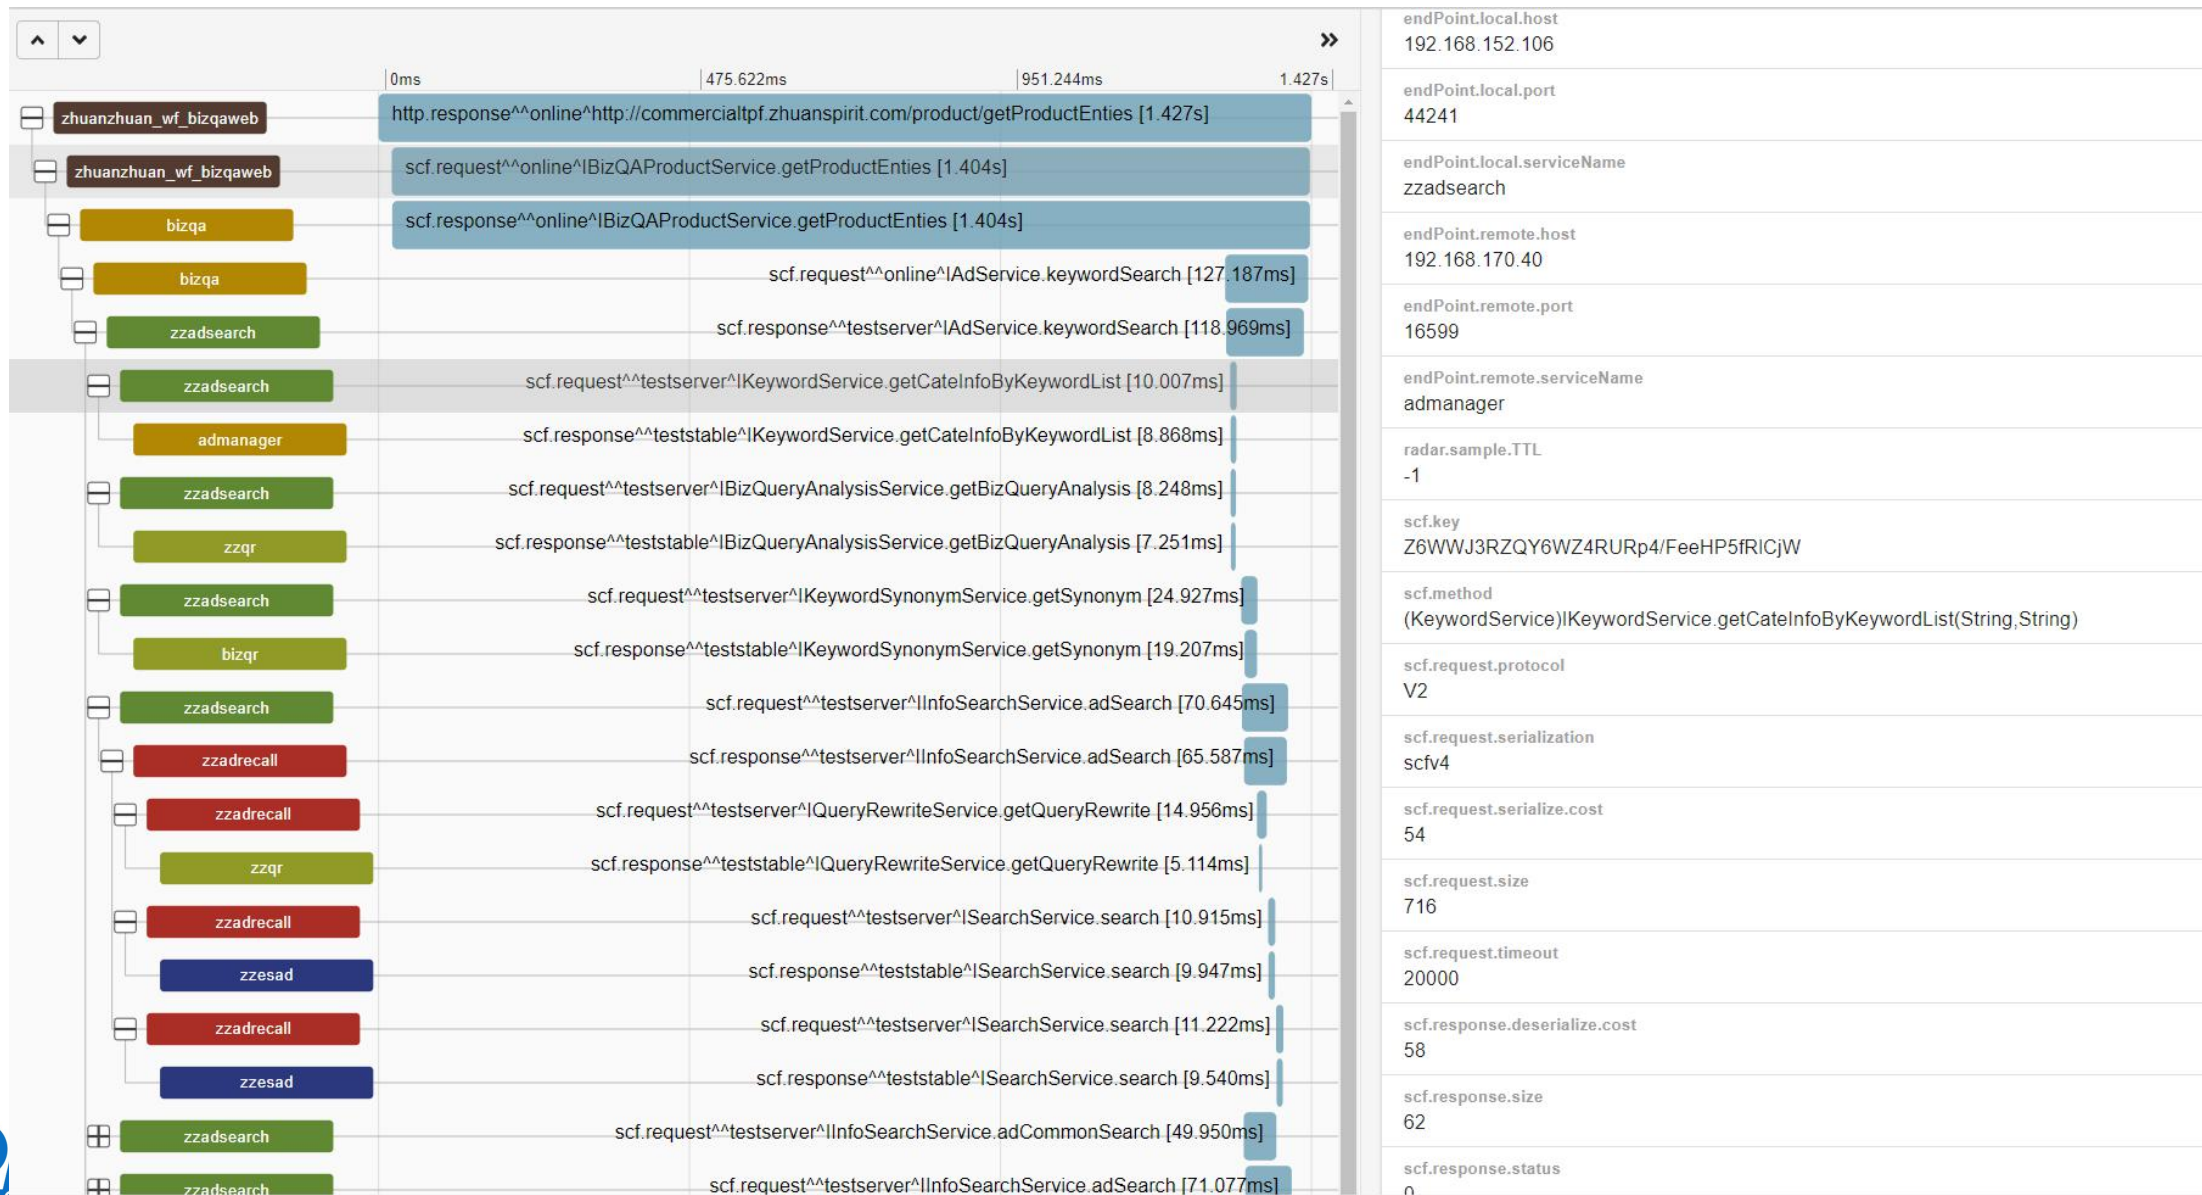 0ms 475.622ms 951.244ms 1.427s
zhuanzhuan_wf_bizqaweb http.response^^online^http://commercialtpf.zhuanspirit.com/product/getProductEnties [1.427s]
zhuanzhuan_wf_bizqaweb scf.request^^online^IBizQAProductService.getProductEnties [1.404s]
bizqa scf.response^^online^IBizQAProductService.getProductEnties [1.404s]
bizqa scf.request^^online^IAdService.keywordSearch [127.187ms]
zzadsearch scf.response^^testserver^IAdService.keywordSearch [118.969ms]
zzadsearch scf.request^^testserver^IKeywordService.getCateInfoByKeywordList [10.007ms]
admanager scf.response^^teststable^IKeywordService.getCateInfoByKeywordList [8.868ms]
zzadsearch scf.request^^testserver^IBizQueryAnalysisService.getBizQueryAnalysis [8.248ms]
zzqr scf.response^^teststable^IBizQueryAnalysisService.getBizQueryAnalysis [7.251ms]
zzadsearch scf.request^^testserver^IKeywordSynonymService.getSynonym [24.927ms]
bizqr scf.response^^teststable^IKeywordSynonymService.getSynonym [19.207ms]
zzadsearch scf.request^^testserver^IInfoSearchService.adSearch [70.645ms]
zzadrecall scf.response^^testserver^IInfoSearchService.adSearch [65.587ms]
zzadrecall scf.request^^testserver^IQueryRewriteService.getQueryRewrite [14.956ms]
zzqr scf.response^^teststable^IQueryRewriteService.getQueryRewrite [5.114ms]
zzadrecall scf.request^^testserver^ISearchService.search [10.915ms]
zzesad scf.response^^teststable^ISearchService.search [9.947ms]
zzadrecall scf.request^^testserver^ISearchService.search [11.222ms]
zzesad scf.response^^teststable^ISearchService.search [9.540ms]
zzadsearch scf.request^^testserver^IInfoSearchService.adCommonSearch [49.950ms]
zzadsearch scf.request^^testserver^IInfoSearchService.adSearch [71.077ms]
endPoint.local.host
192.168.152.106
endPoint.local.port
44241
endPoint.local.serviceName
zzadsearch
endPoint.remote.host
192.168.170.40
endPoint.remote.port
16599
endPoint.remote.serviceName
admanager
radar.sample.TTL
-1
scf.key
Z6WWJ3RZQY6WZ4RURp4/FeeHP5fRlCjW
scf.method
(KeywordService)IKeywordService.getCateInfoByKeywordList(String,String)
scf.request.protocol
V2
scf.request.serialization
scfv4
scf.request.serialize.cost
54
scf.request.size
716
scf.request.timeout
20000
scf.response.deserialize.cost
58
scf.response.size
62
scf.response.status